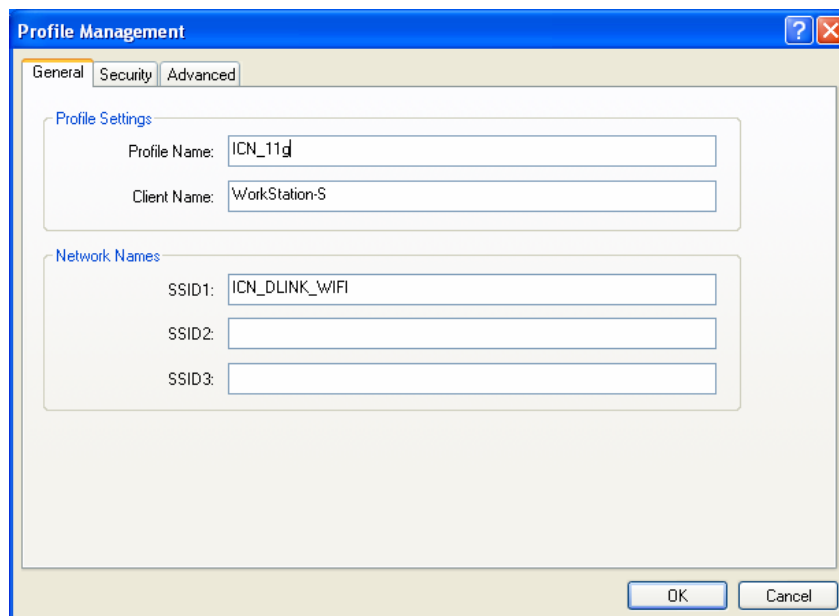 Profile Management
General Security Advanced
Profile Settings
Profile Name: ICN_11g
Client Name: WorkStation-S
Network Names
SSID1: ICN_DLINK_WIFI
SSID2:
SSID3:
OK Cancel